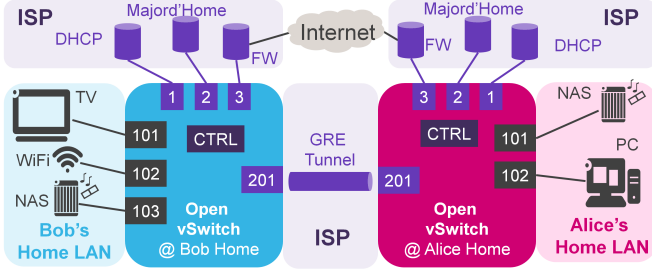 ISP
Majord'Home
DHCP
FW
Internet
Majord'Home
ISP
FW
DHCP
TV
WiFi
NAS
Bob's
Home LAN
1
2
3
101
102
103
CTRL
201
Open
vSwitch
@ Bob Home
GRE
Tunnel
ISP
3
2
1
CTRL
101
102
201
Open
vSwitch
@ Alice Home
NAS
PC
Alice's
Home LAN